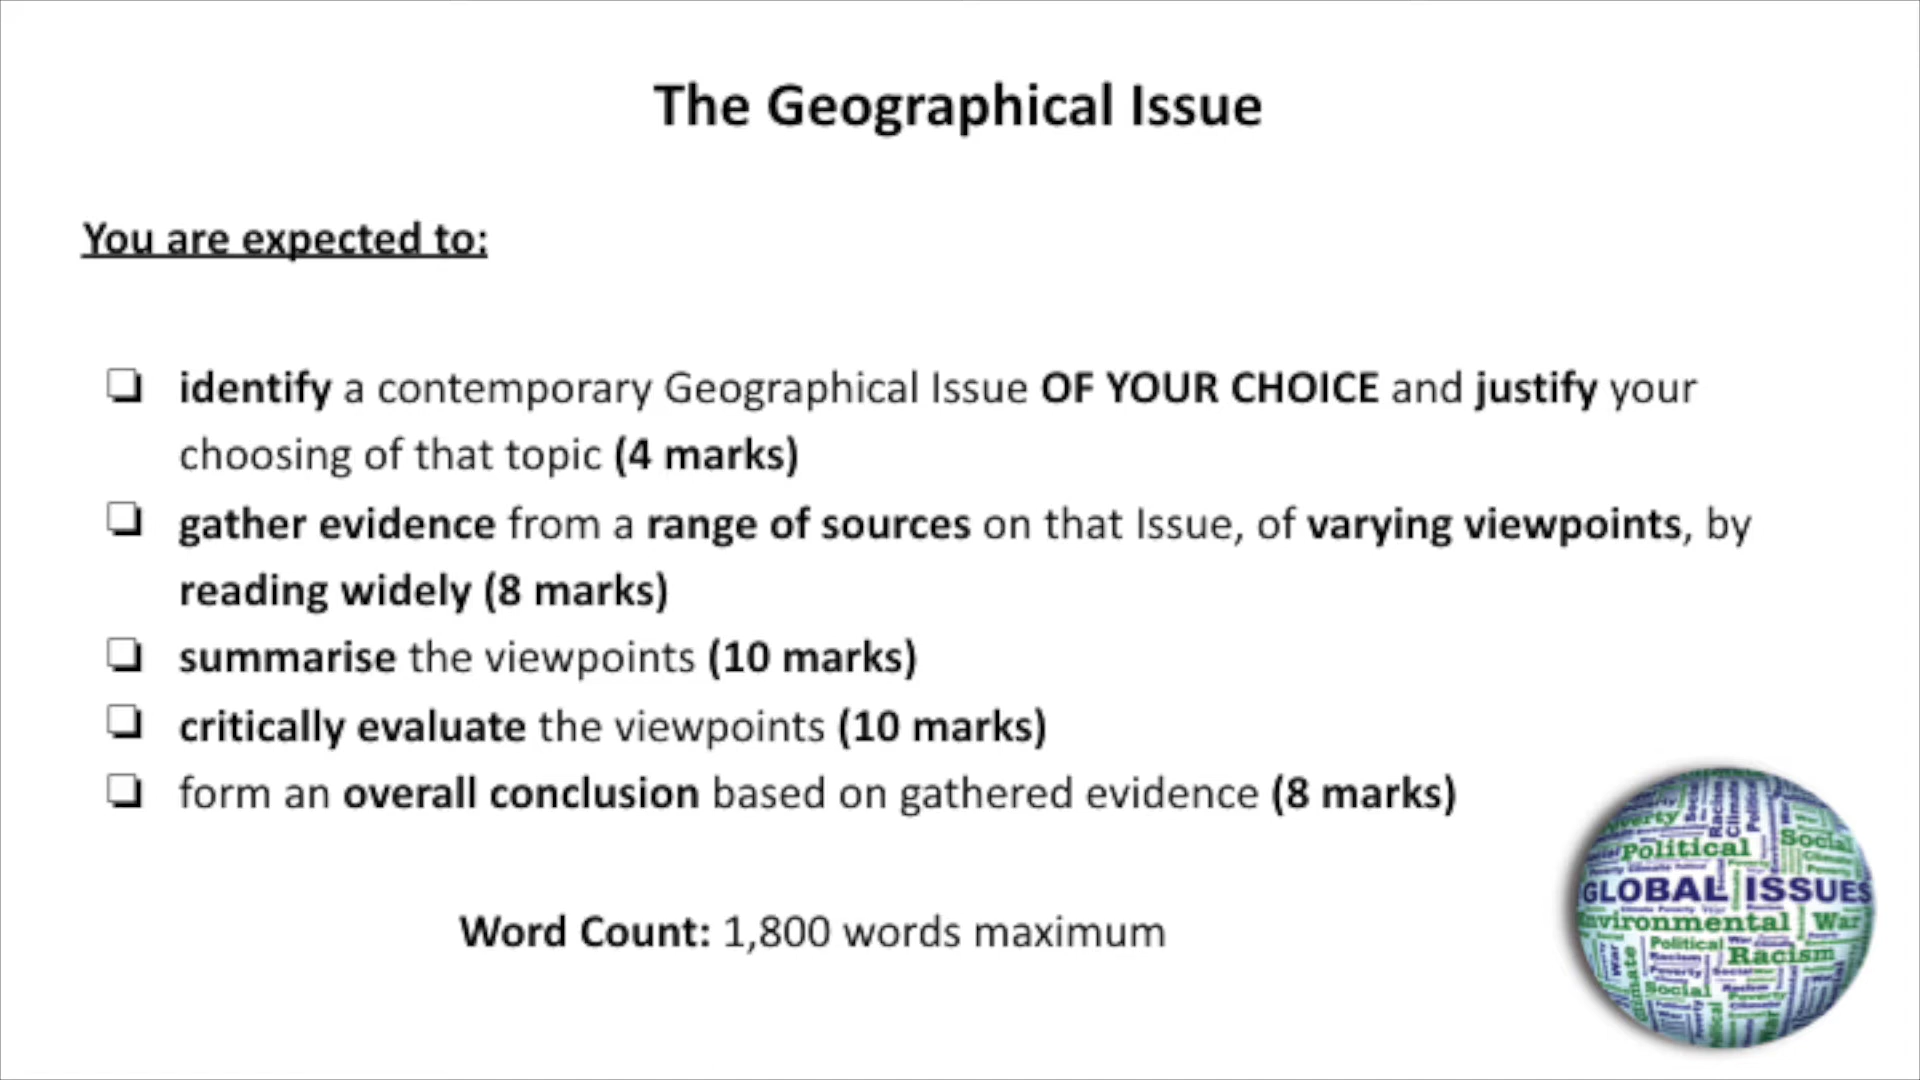 The Geographical Issue
You are expected to:
❏ identify a contemporary Geographical Issue OF YOUR CHOICE and justify your
choosing of that topic (4 marks)
❏ gather evidence from a range of sources on that Issue, of varying viewpoints, by
reading widely (8 marks)
❏ summarise the viewpoints (10 marks)
❏ critically evaluate the viewpoints (10 marks)
❏ form an overall conclusion based on gathered evidence (8 marks)
Word Count: 1,800 words maximum
Political
Social
GLOBAL ISSUES
War
Political
Racism
Social